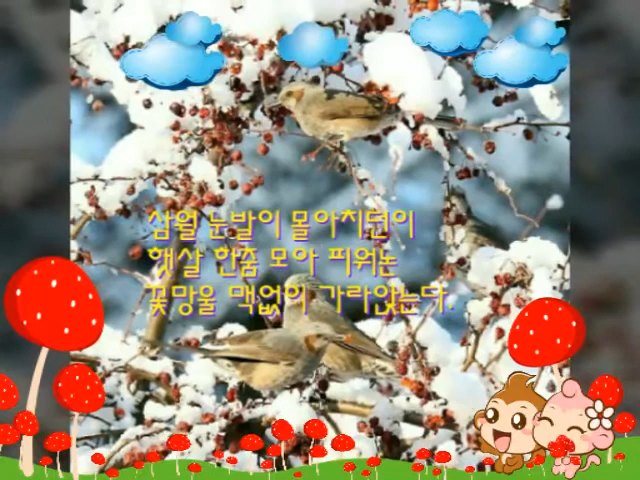 삼월 눈발이 몰아치던이
햇살 한줌 모아 피워논
꽃망울 맥없이 가라앉는다.